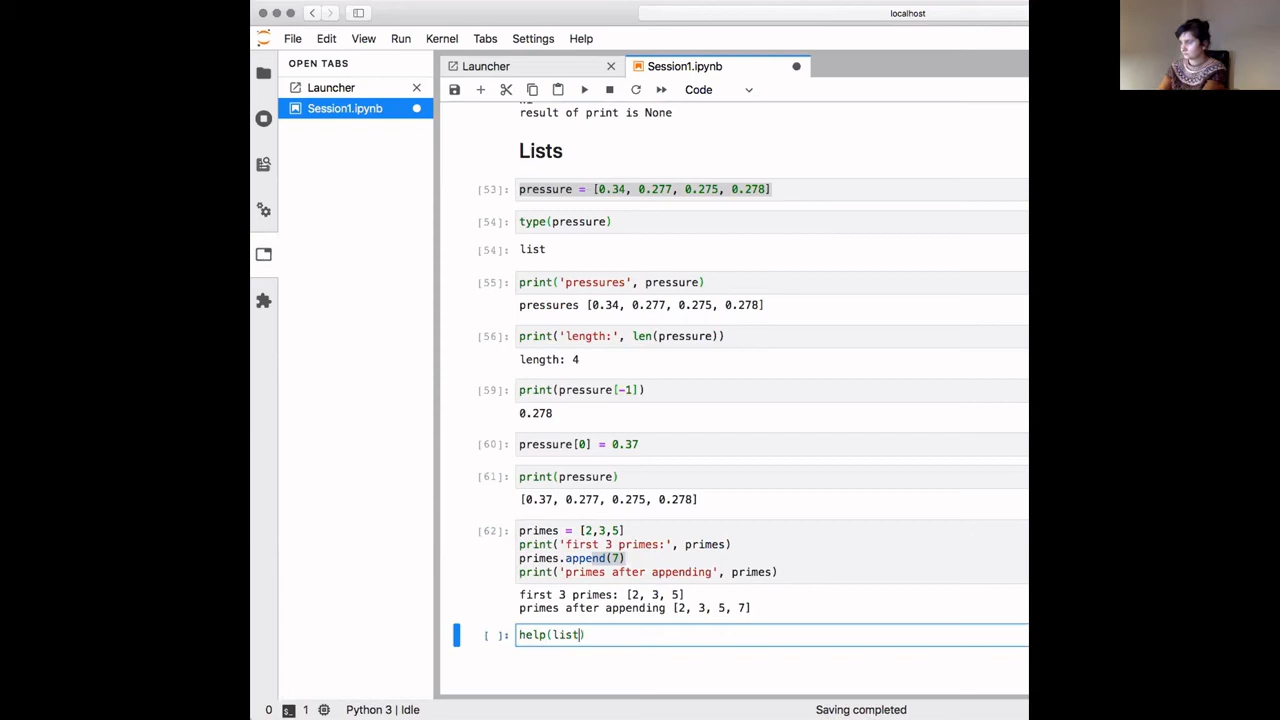 localhost
File Edit View Run Kernel Tabs Settings Help
OPEN TABS
Launcher
Session1.ipynb
Launcher
Session1.ipynb
Code
result of print is None
Lists
[53]: pressure = [0.34, 0.277, 0.275, 0.278]
[54]: type(pressure)
[54]: list
[55]: print('pressures', pressure)
pressures [0.34, 0.277, 0.275, 0.278]
[56]: print('length:', len(pressure))
length: 4
[59]: print(pressure[-1])
0.278
[60]: pressure[0] = 0.37
[61]: print(pressure)
[0.37, 0.277, 0.275, 0.278]
[62]: primes = [2,3,5]
print('first 3 primes:', primes)
primes.append(7)
print('primes after appending', primes)
first 3 primes: [2, 3, 5]
primes after appending [2, 3, 5, 7]
[ ]: help(list)
0 1 Python 3 | Idle Saving completed